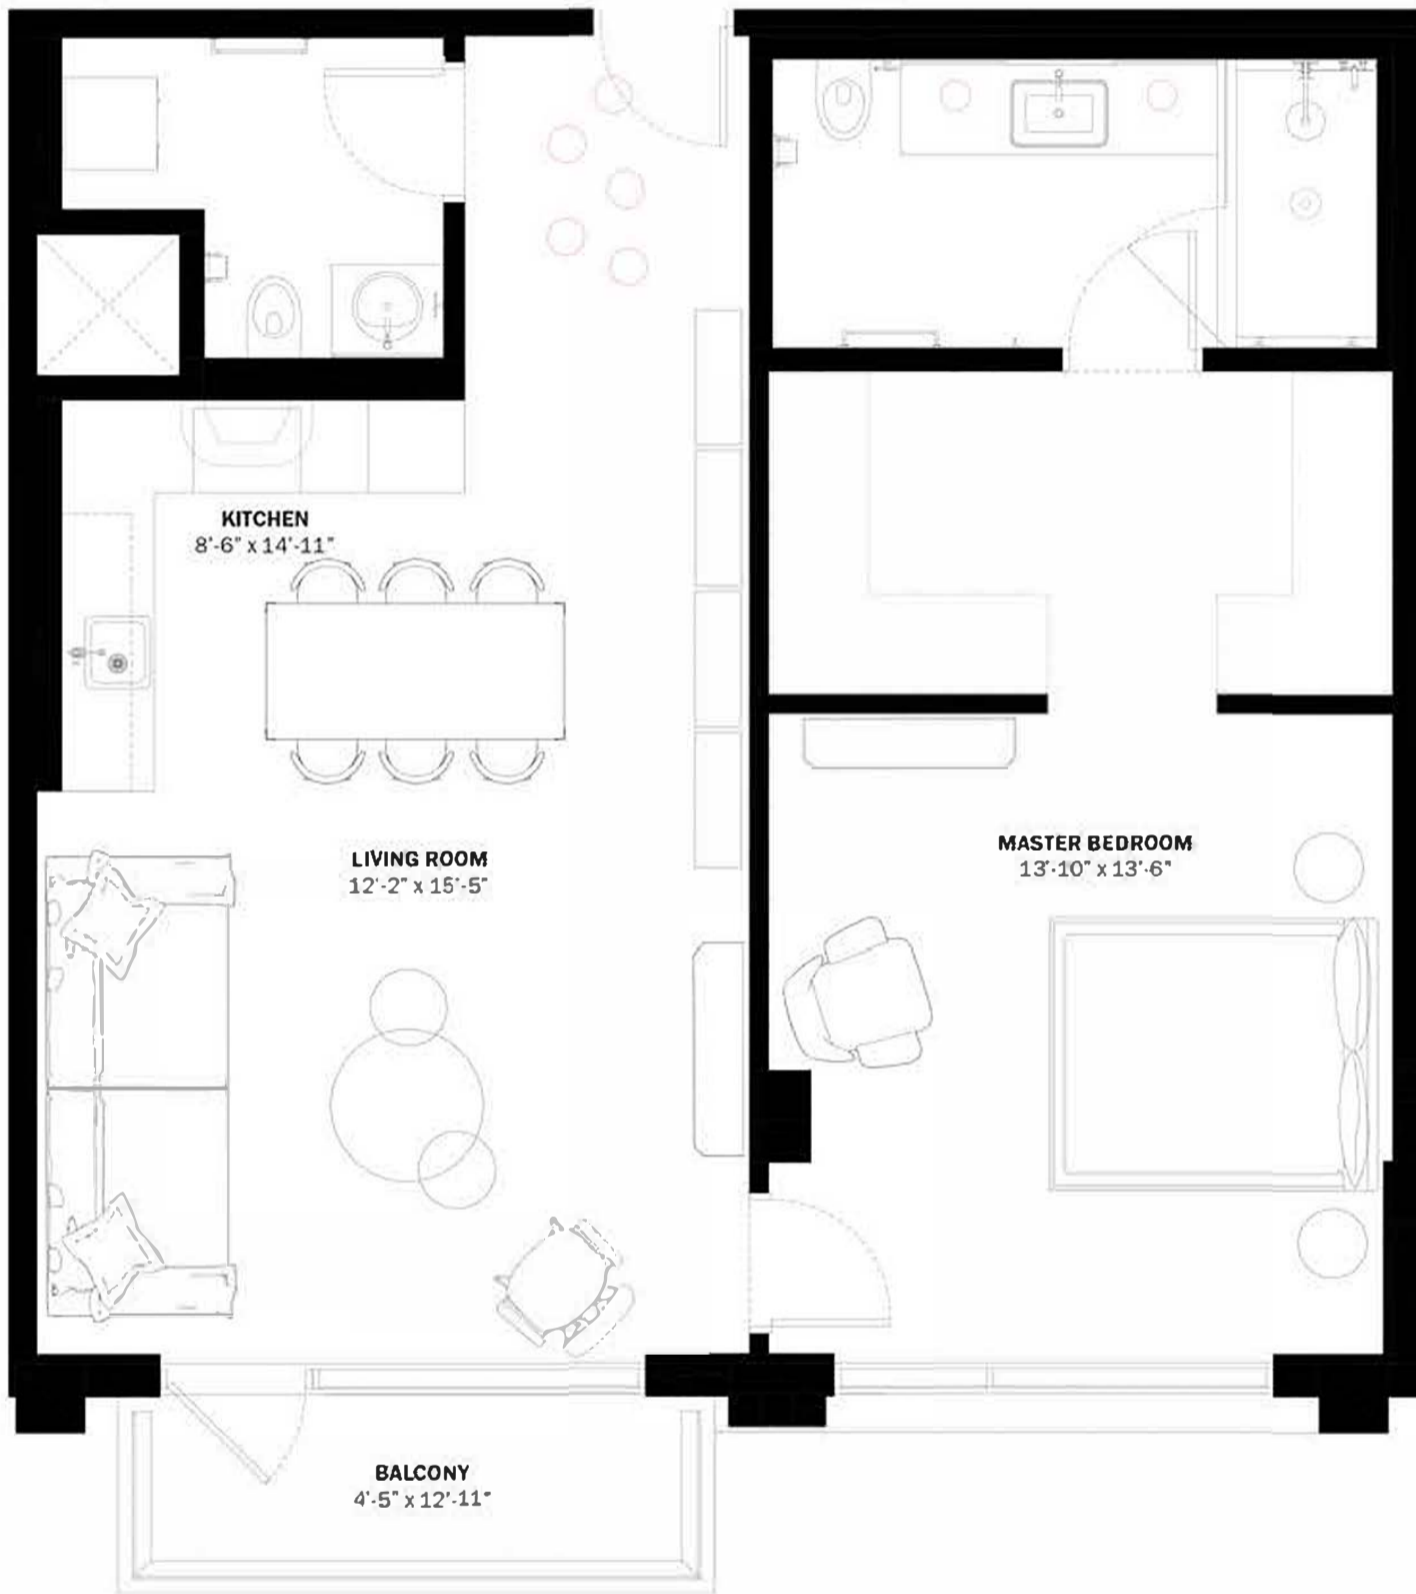 KITCHEN
8'-6" x 14'-11"
LIVING ROOM
12'-2" x 15'-5"
MASTER BEDROOM
13'-10" x 13'-6"
BALCONY
4'-5" x 12'-11"